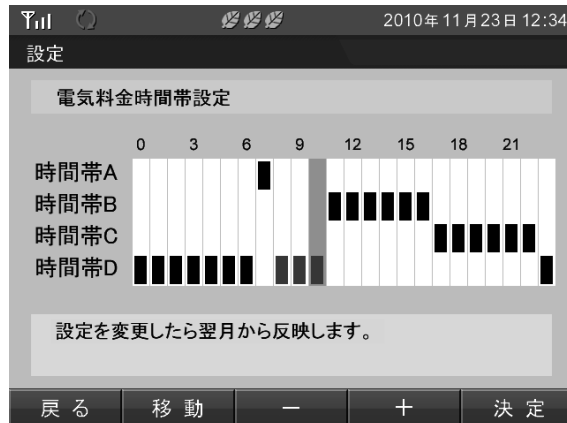 2010年11月23日 12:34
設定
電気料金時間帯設定
0 3 6 9 12 15 18 21
時間帯A
時間帯B
時間帯C
時間帯D
設定を変更したら翌月から反映します。
戻る 移動 － ＋ 決定